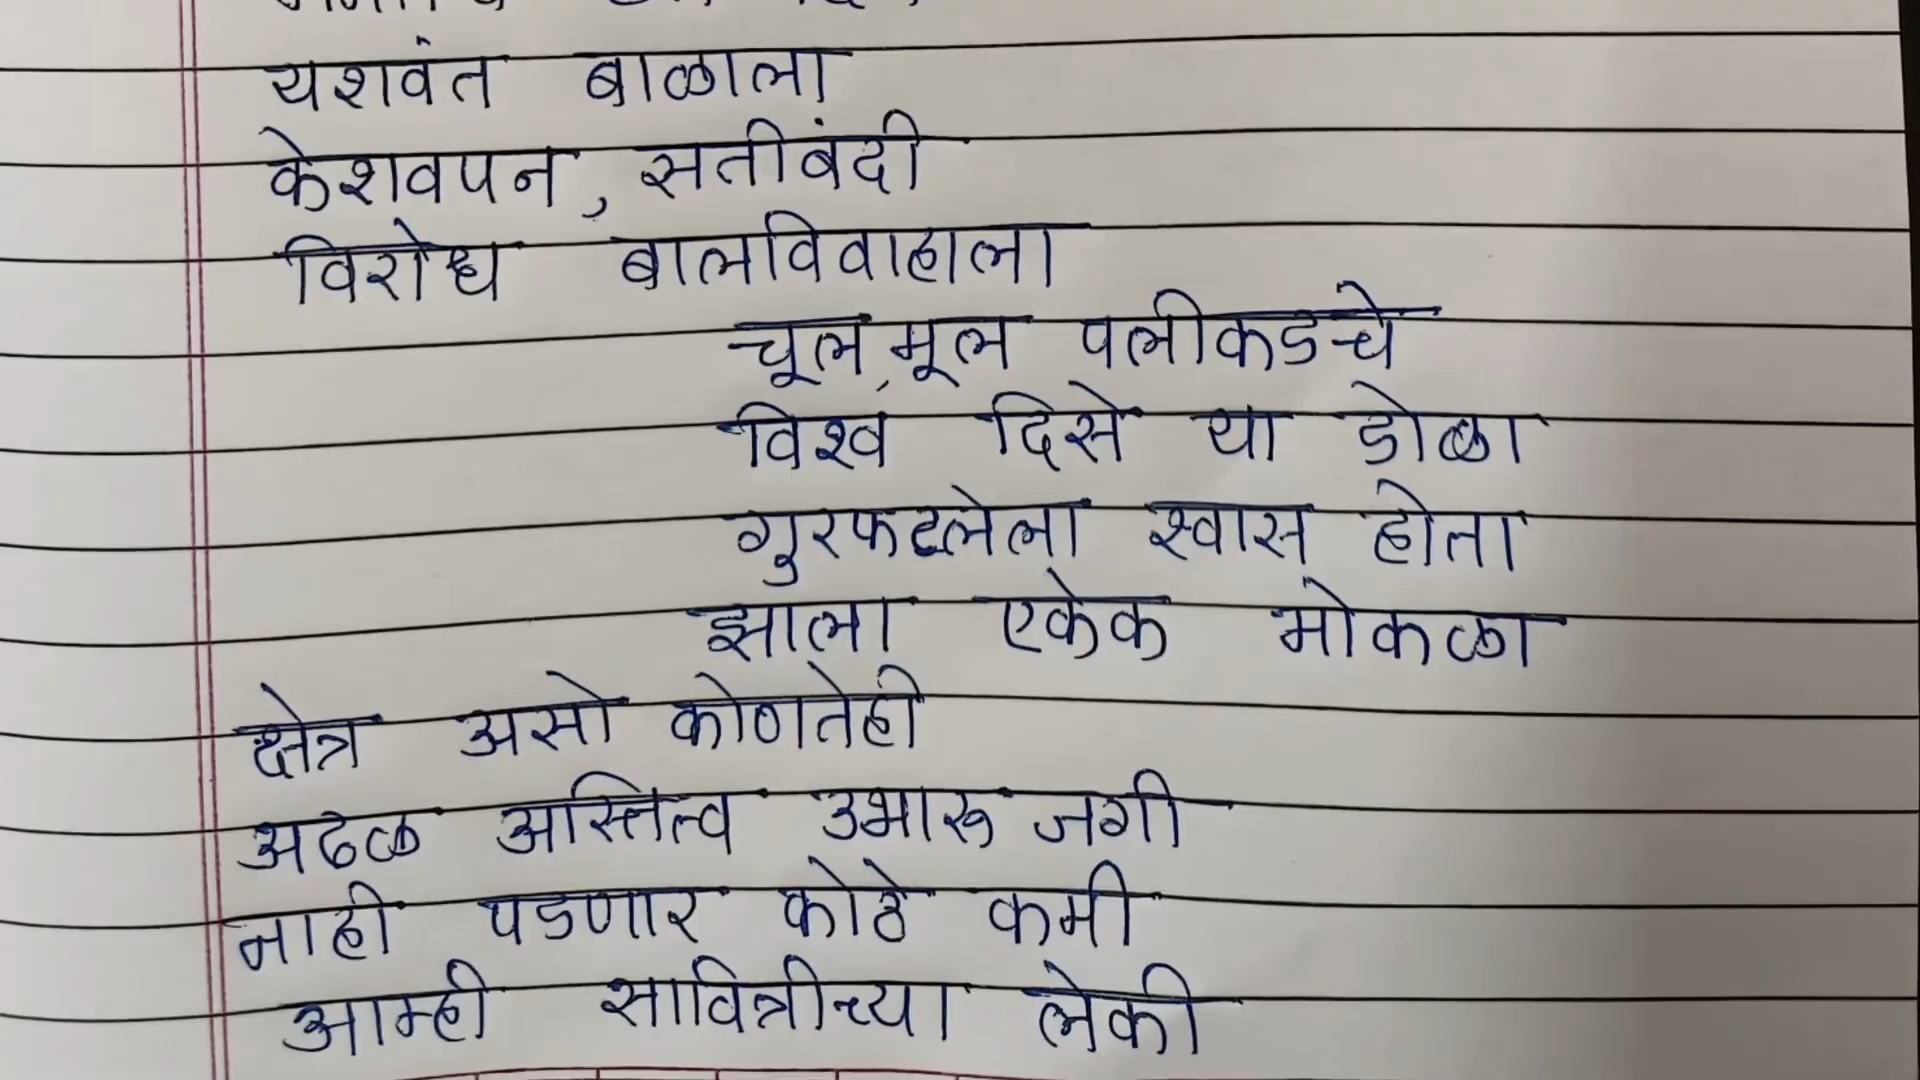 यशवंत बाळाला
केशवपन, सतीबंदी
विरोध बालविवाहाला
चूल, मूल पलीकडचे
विश्व दिसे या डोळा
गुरफटलेला श्वास होता
झाला एकेक मोकळा
क्षेत्र असो कोणतेही
अढळ अस्तित्व उभारू जगी
नाही पडणार कोठे कमी
आम्ही सावित्रीच्या लेकी